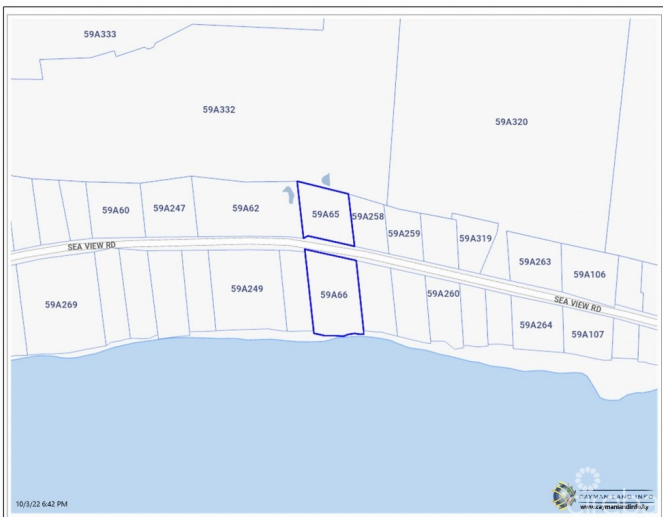 59A333
59A332
59A320
59A60
59A247
59A62
59A65
59A258
59A259
59A319
59A263
59A106
SEA VIEW RD
SEA VIEW RD
59A269
59A249
59A66
59A260
59A264
59A107
10/3/22 6:42 PM
CAYMAN LAND INFO
www.caymanlandinfo.ky